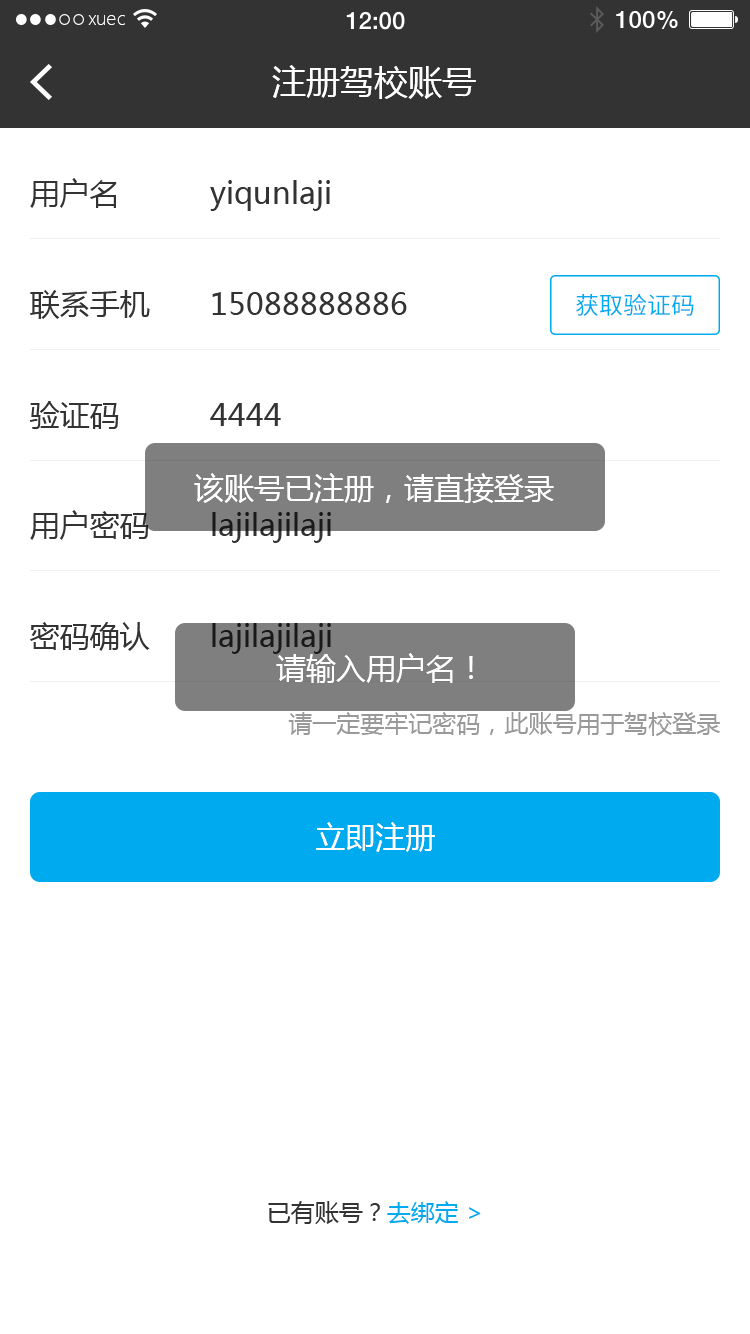 xuec 12:00 100%
注册驾校账号
用户名 yiqunlaji
联系手机 15088888886 获取验证码
验证码 4444
该账号已注册，请直接登录
用户密码 lajilajilaji
密码确认 lajilajilaji
请输入用户名！
请一定要牢记密码，此账号用于驾校登录
立即注册
已有账号？去绑定 >